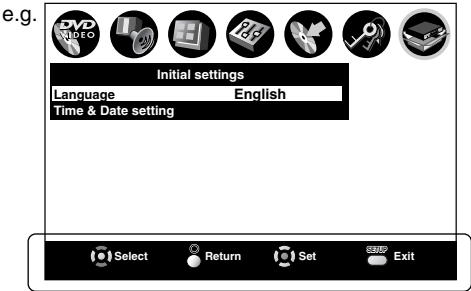 e.g.
DVD
VIDEO
Initial settings
Language English
Time & Date setting
Select Return Set SETUP Exit